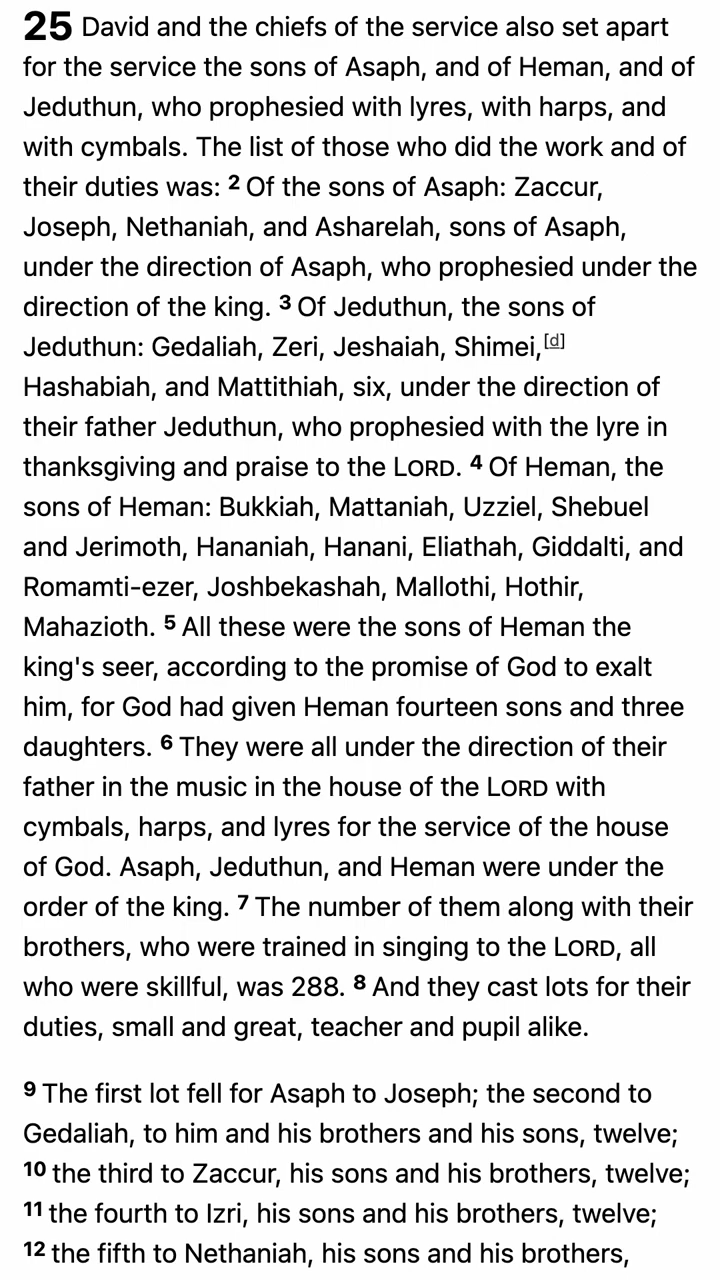 25 David and the chiefs of the service also set apart
for the service the sons of Asaph, and of Heman, and of
Jeduthun, who prophesied with lyres, with harps, and
with cymbals. The list of those who did the work and of
their duties was: 2 Of the sons of Asaph: Zaccur,
Joseph, Nethaniah, and Asharelah, sons of Asaph,
under the direction of Asaph, who prophesied under the
direction of the king. 3 Of Jeduthun, the sons of
Jeduthun: Gedaliah, Zeri, Jeshaiah, Shimei,[d]
Hashabiah, and Mattithiah, six, under the direction of
their father Jeduthun, who prophesied with the lyre in
thanksgiving and praise to the LORD. 4 Of Heman, the
sons of Heman: Bukkiah, Mattaniah, Uzziel, Shebuel
and Jerimoth, Hananiah, Hanani, Eliathah, Giddalti, and
Romamti-ezer, Joshbekashah, Mallothi, Hothir,
Mahazioth. 5 All these were the sons of Heman the
king's seer, according to the promise of God to exalt
him, for God had given Heman fourteen sons and three
daughters. 6 They were all under the direction of their
father in the music in the house of the LORD with
cymbals, harps, and lyres for the service of the house
of God. Asaph, Jeduthun, and Heman were under the
order of the king. 7 The number of them along with their
brothers, who were trained in singing to the LORD, all
who were skillful, was 288. 8 And they cast lots for their
duties, small and great, teacher and pupil alike.
9 The first lot fell for Asaph to Joseph; the second to
Gedaliah, to him and his brothers and his sons, twelve;
10 the third to Zaccur, his sons and his brothers, twelve;
11 the fourth to Izri, his sons and his brothers, twelve;
12 the fifth to Nethaniah, his sons and his brothers,